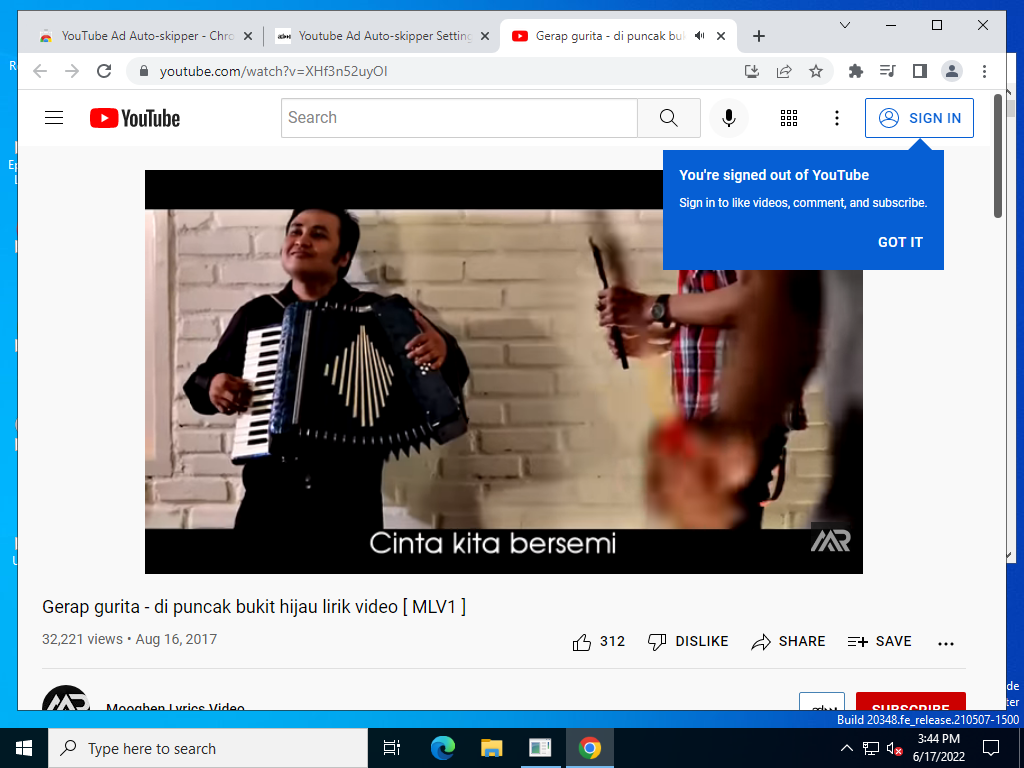 YouTube Ad Auto-skipper - Chro
Youtube Ad Auto-skipper Setting
Gerap gurita - di puncak bu
youtube.com/watch?v=XHf3n52uyOI
YouTube
Search
SIGN IN
You're signed out of YouTube
Sign in to like videos, comment, and subscribe.
GOT IT
Cinta kita bersemi
MR
Gerap gurita - di puncak bukit hijau lirik video [ MLV1 ]
32,221 views • Aug 16, 2017
312
DISLIKE
SHARE
SAVE
Mooghen Lyrics Video
SUBSCRIBE
Build 20348.fe_release.210507-1500
Type here to search
3:44 PM
6/17/2022